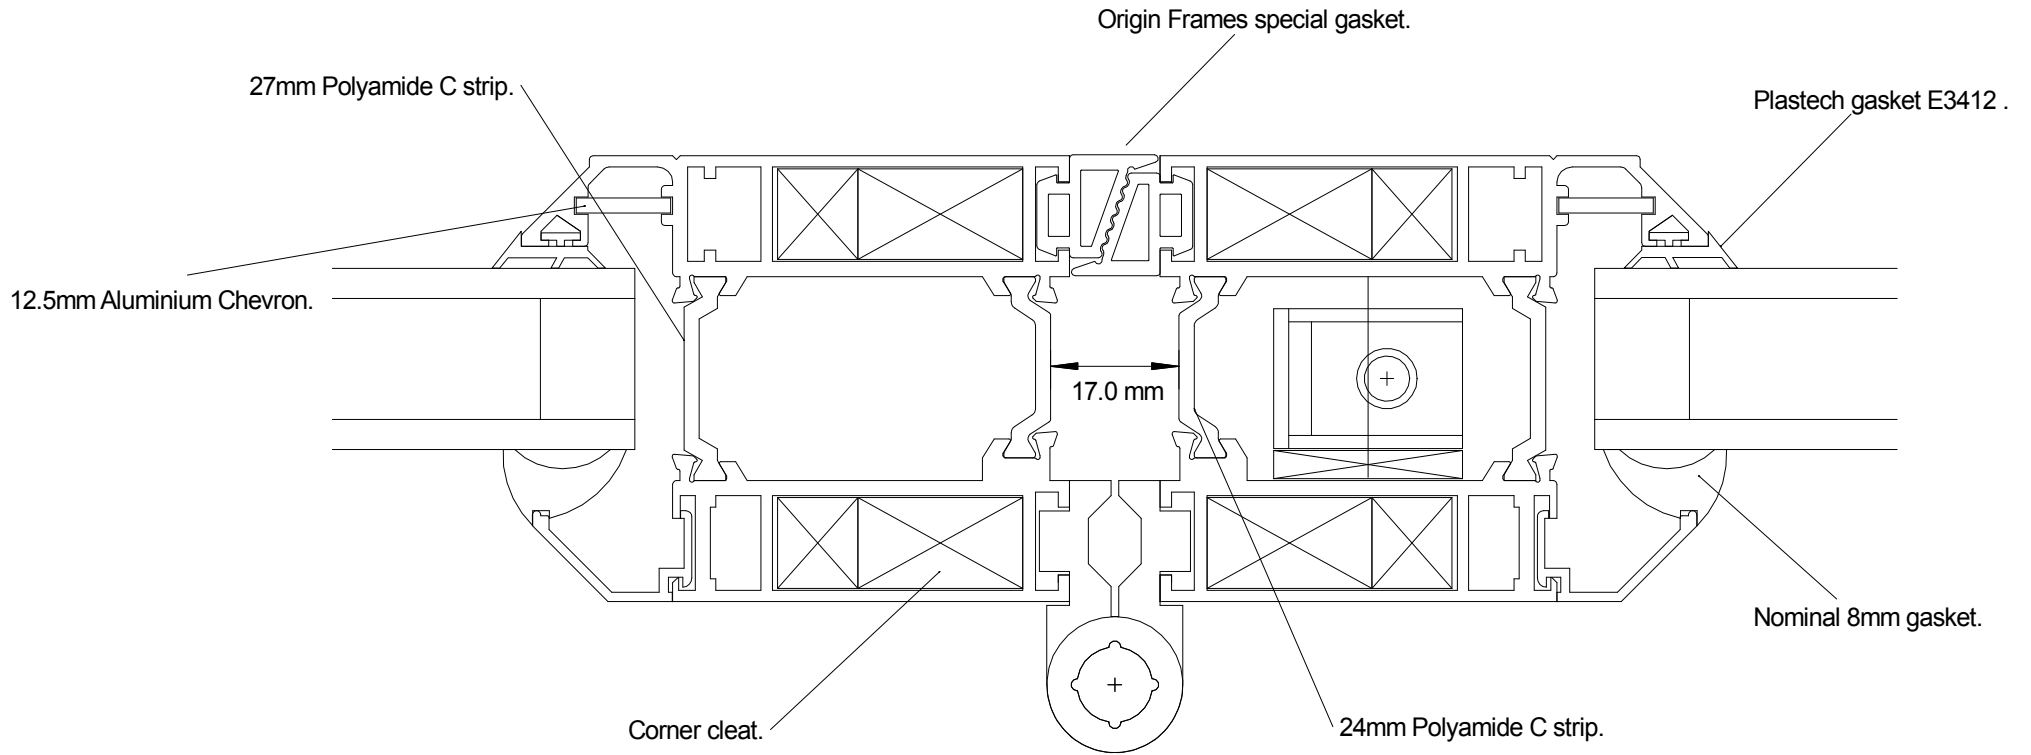 Origin Frames special gasket.
27mm Polyamide C strip.
Plastech gasket E3412 .
12.5mm Aluminium Chevron.
17.0 mm
Nominal 8mm gasket.
Corner cleat.
24mm Polyamide C strip.